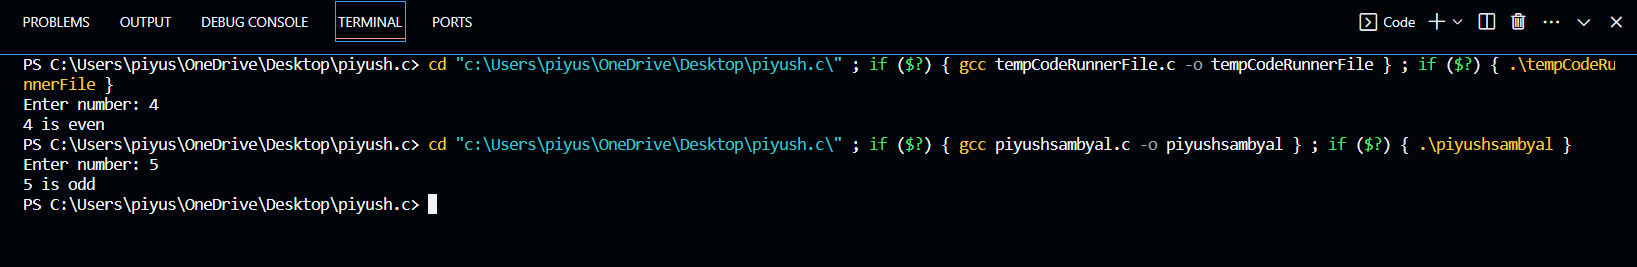 PROBLEMS OUTPUT DEBUG CONSOLE TERMINAL PORTS Code
PS C:\Users\piyus\OneDrive\Desktop\piyush.c> cd "c:\Users\piyus\OneDrive\Desktop\piyush.c\" ; if ($?) { gcc tempCodeRunnerFile.c -o tempCodeRunnerFile } ; if ($?) { .\tempCodeRu
nnerFile }
Enter number: 4
4 is even
PS C:\Users\piyus\OneDrive\Desktop\piyush.c> cd "c:\Users\piyus\OneDrive\Desktop\piyush.c\" ; if ($?) { gcc piyushsambyal.c -o piyushsambyal } ; if ($?) { .\piyushsambyal }
Enter number: 5
5 is odd
PS C:\Users\piyus\OneDrive\Desktop\piyush.c>